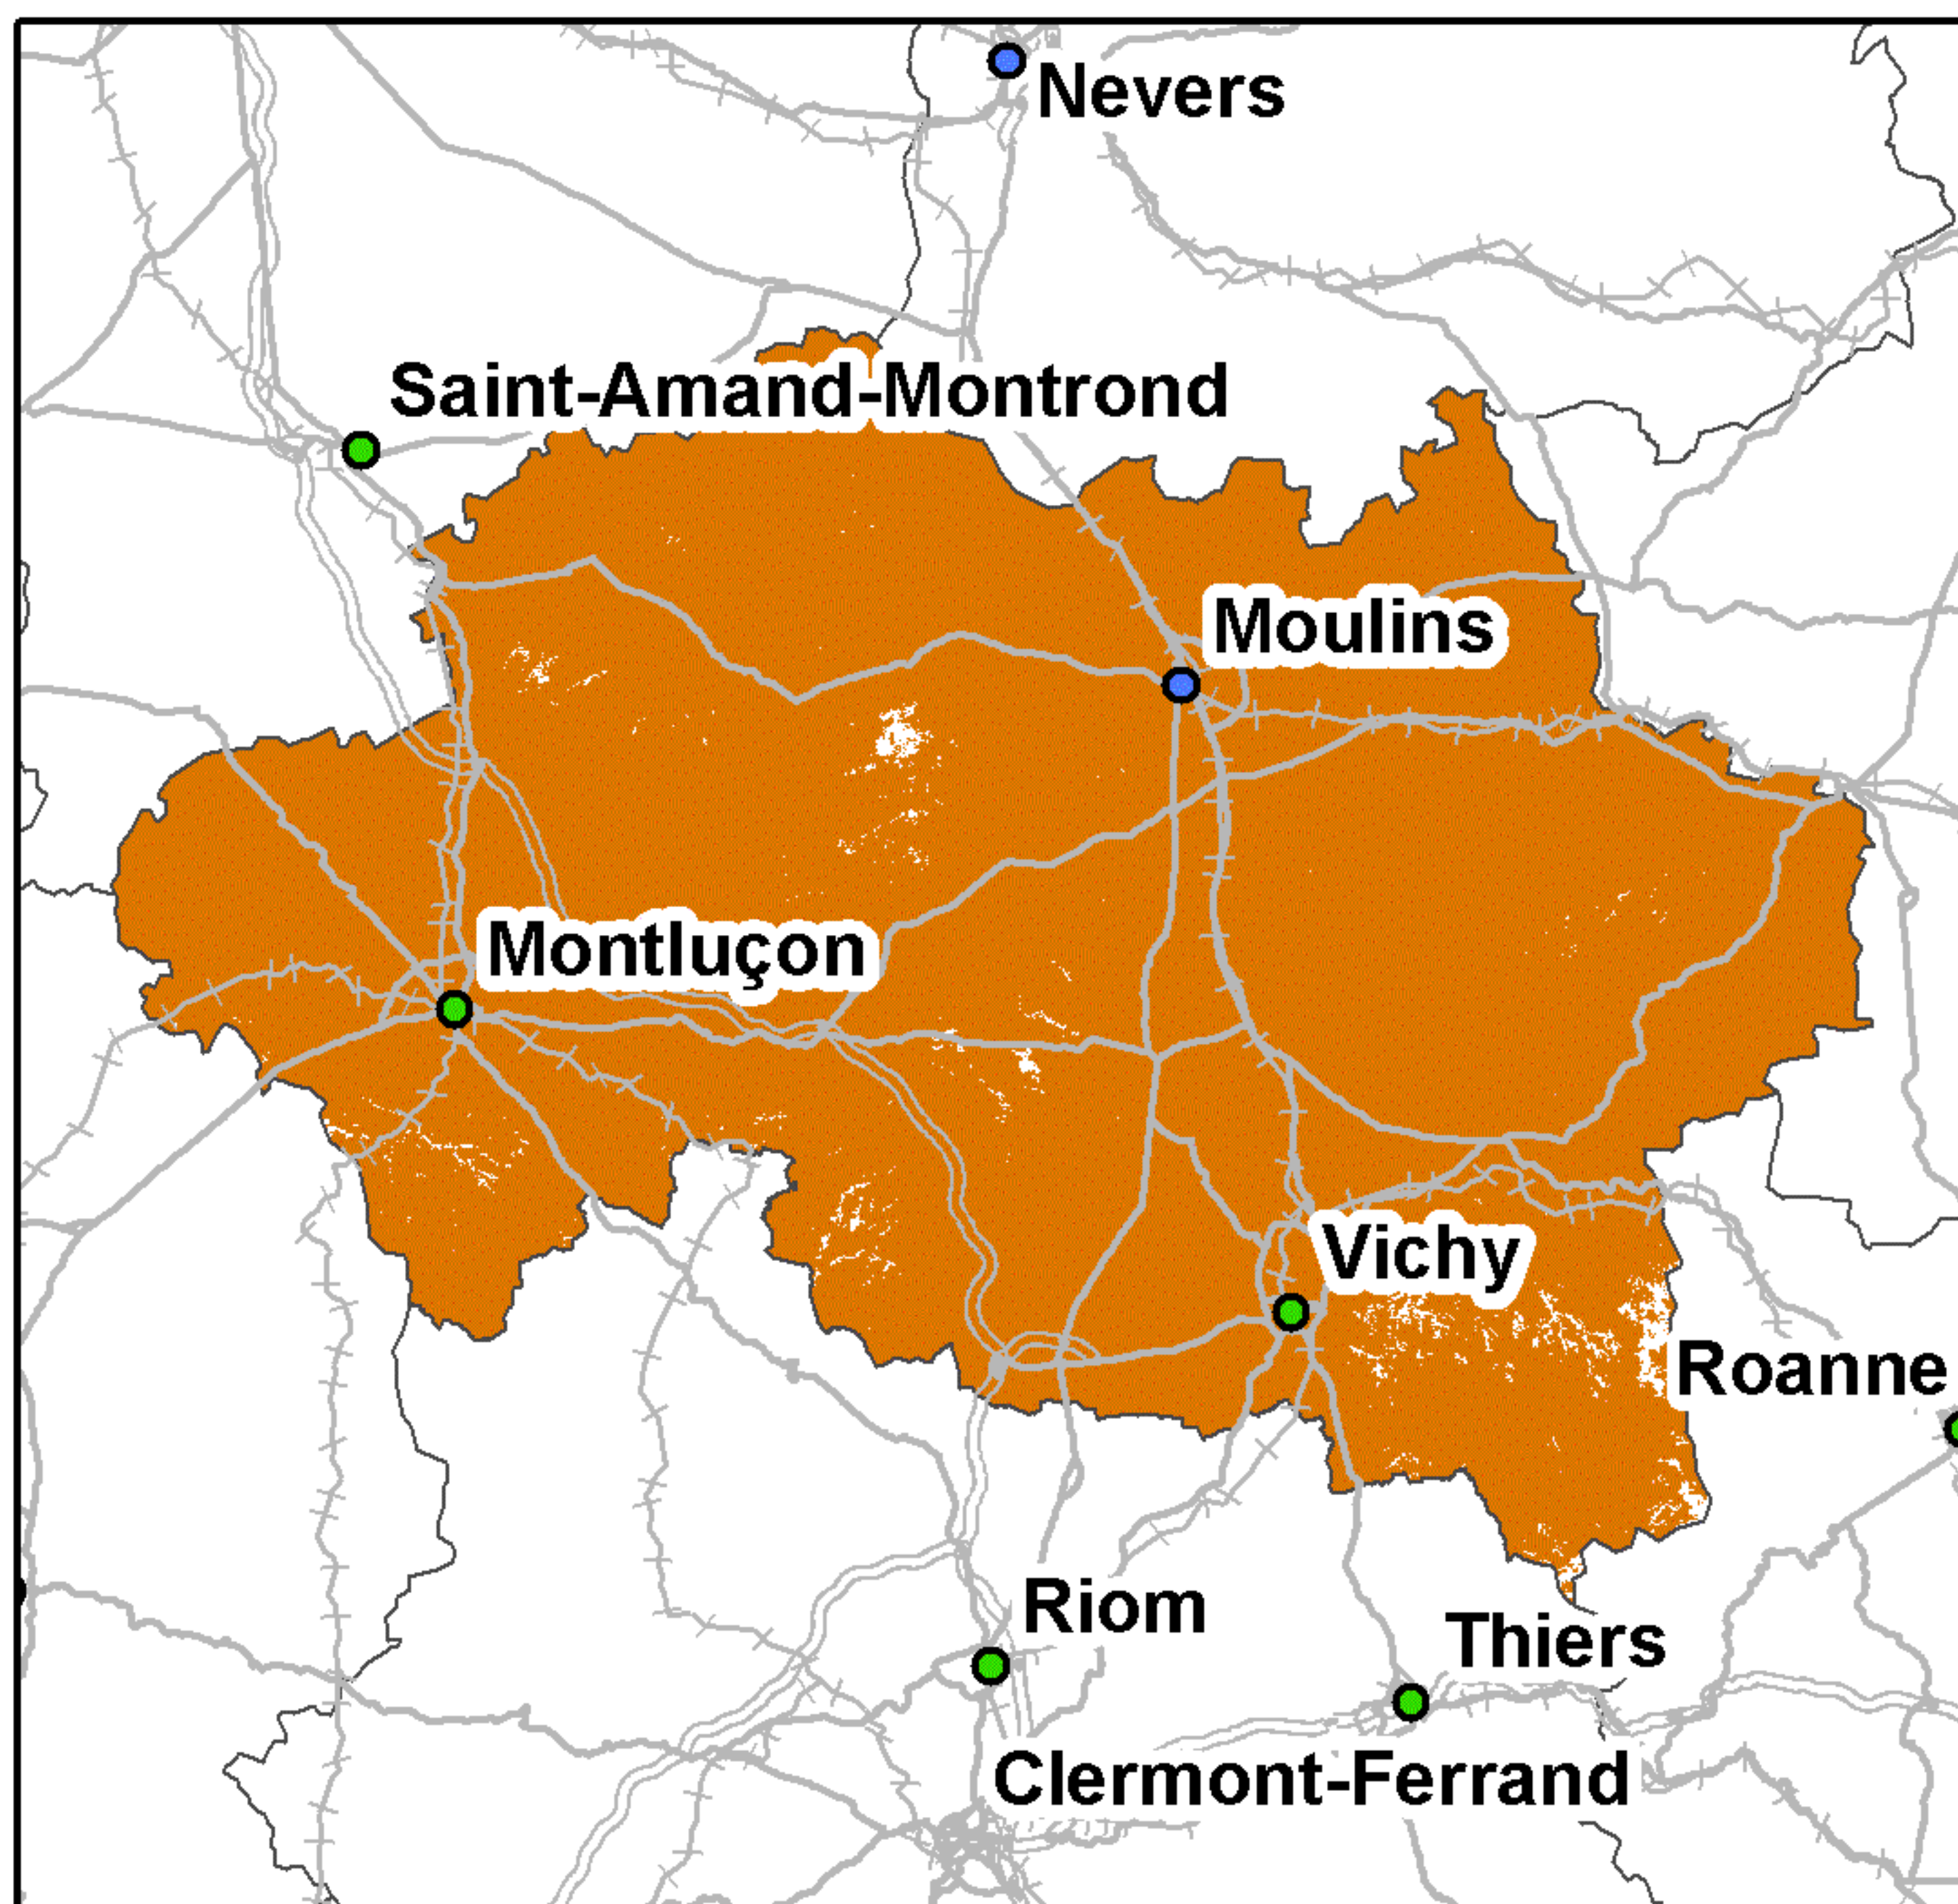 Nevers
Saint-Amand-Montrond
Moulins
Montluçon
Vichy
Roanne
Riom
Thiers
Clermont-Ferrand